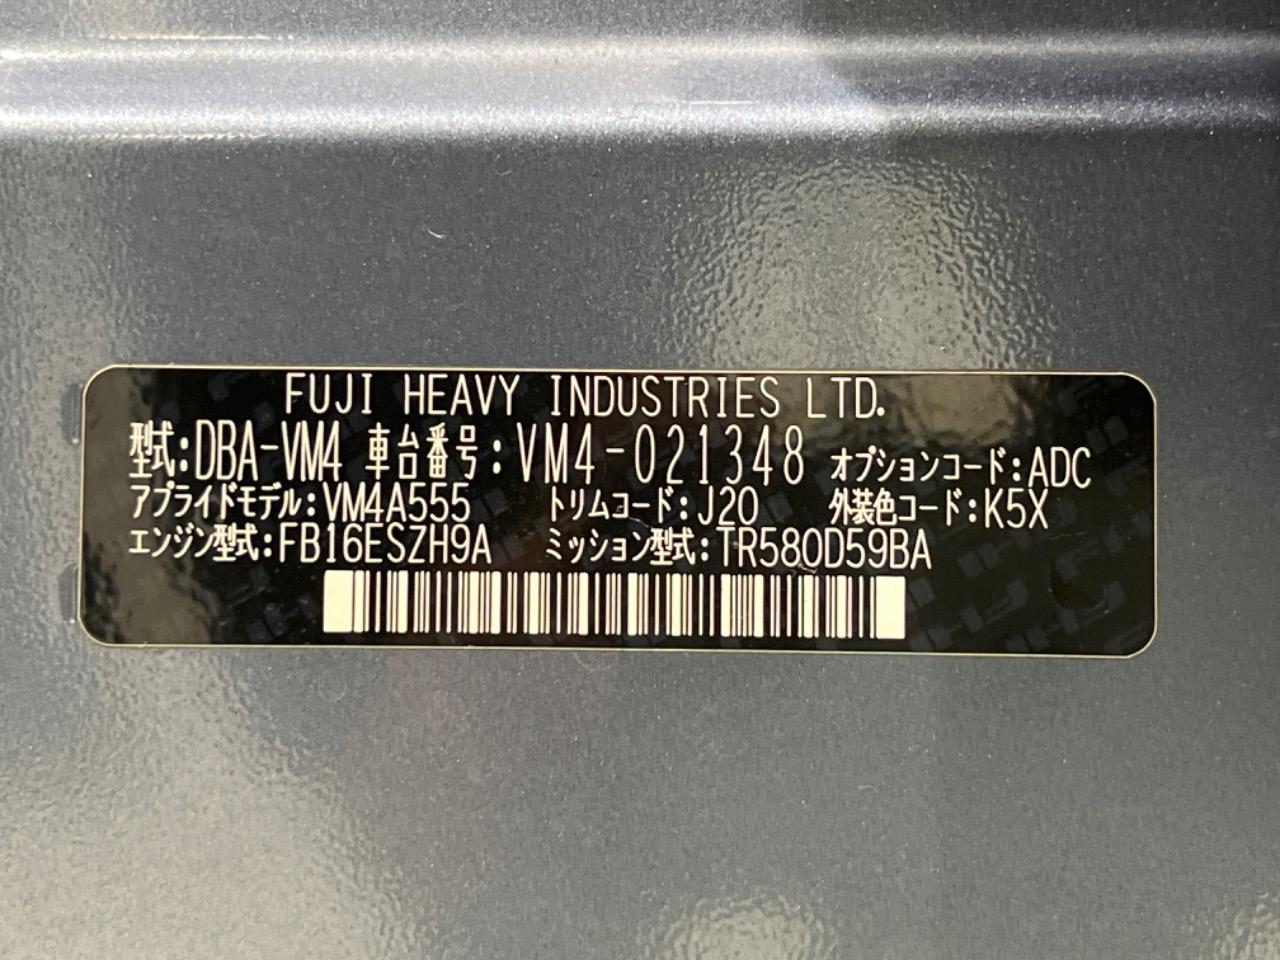 FUJI HEAVY INDUSTRIES LTD.
型式:DBA-VM4 車台番号:VM4-021348 オプションコード:ADC
アプライドモデル:VM4A555 トリムコード:J20 外装色コード:K5X
エンジン型式:FB16ESZH9A ミッション型式:TR580D59BA